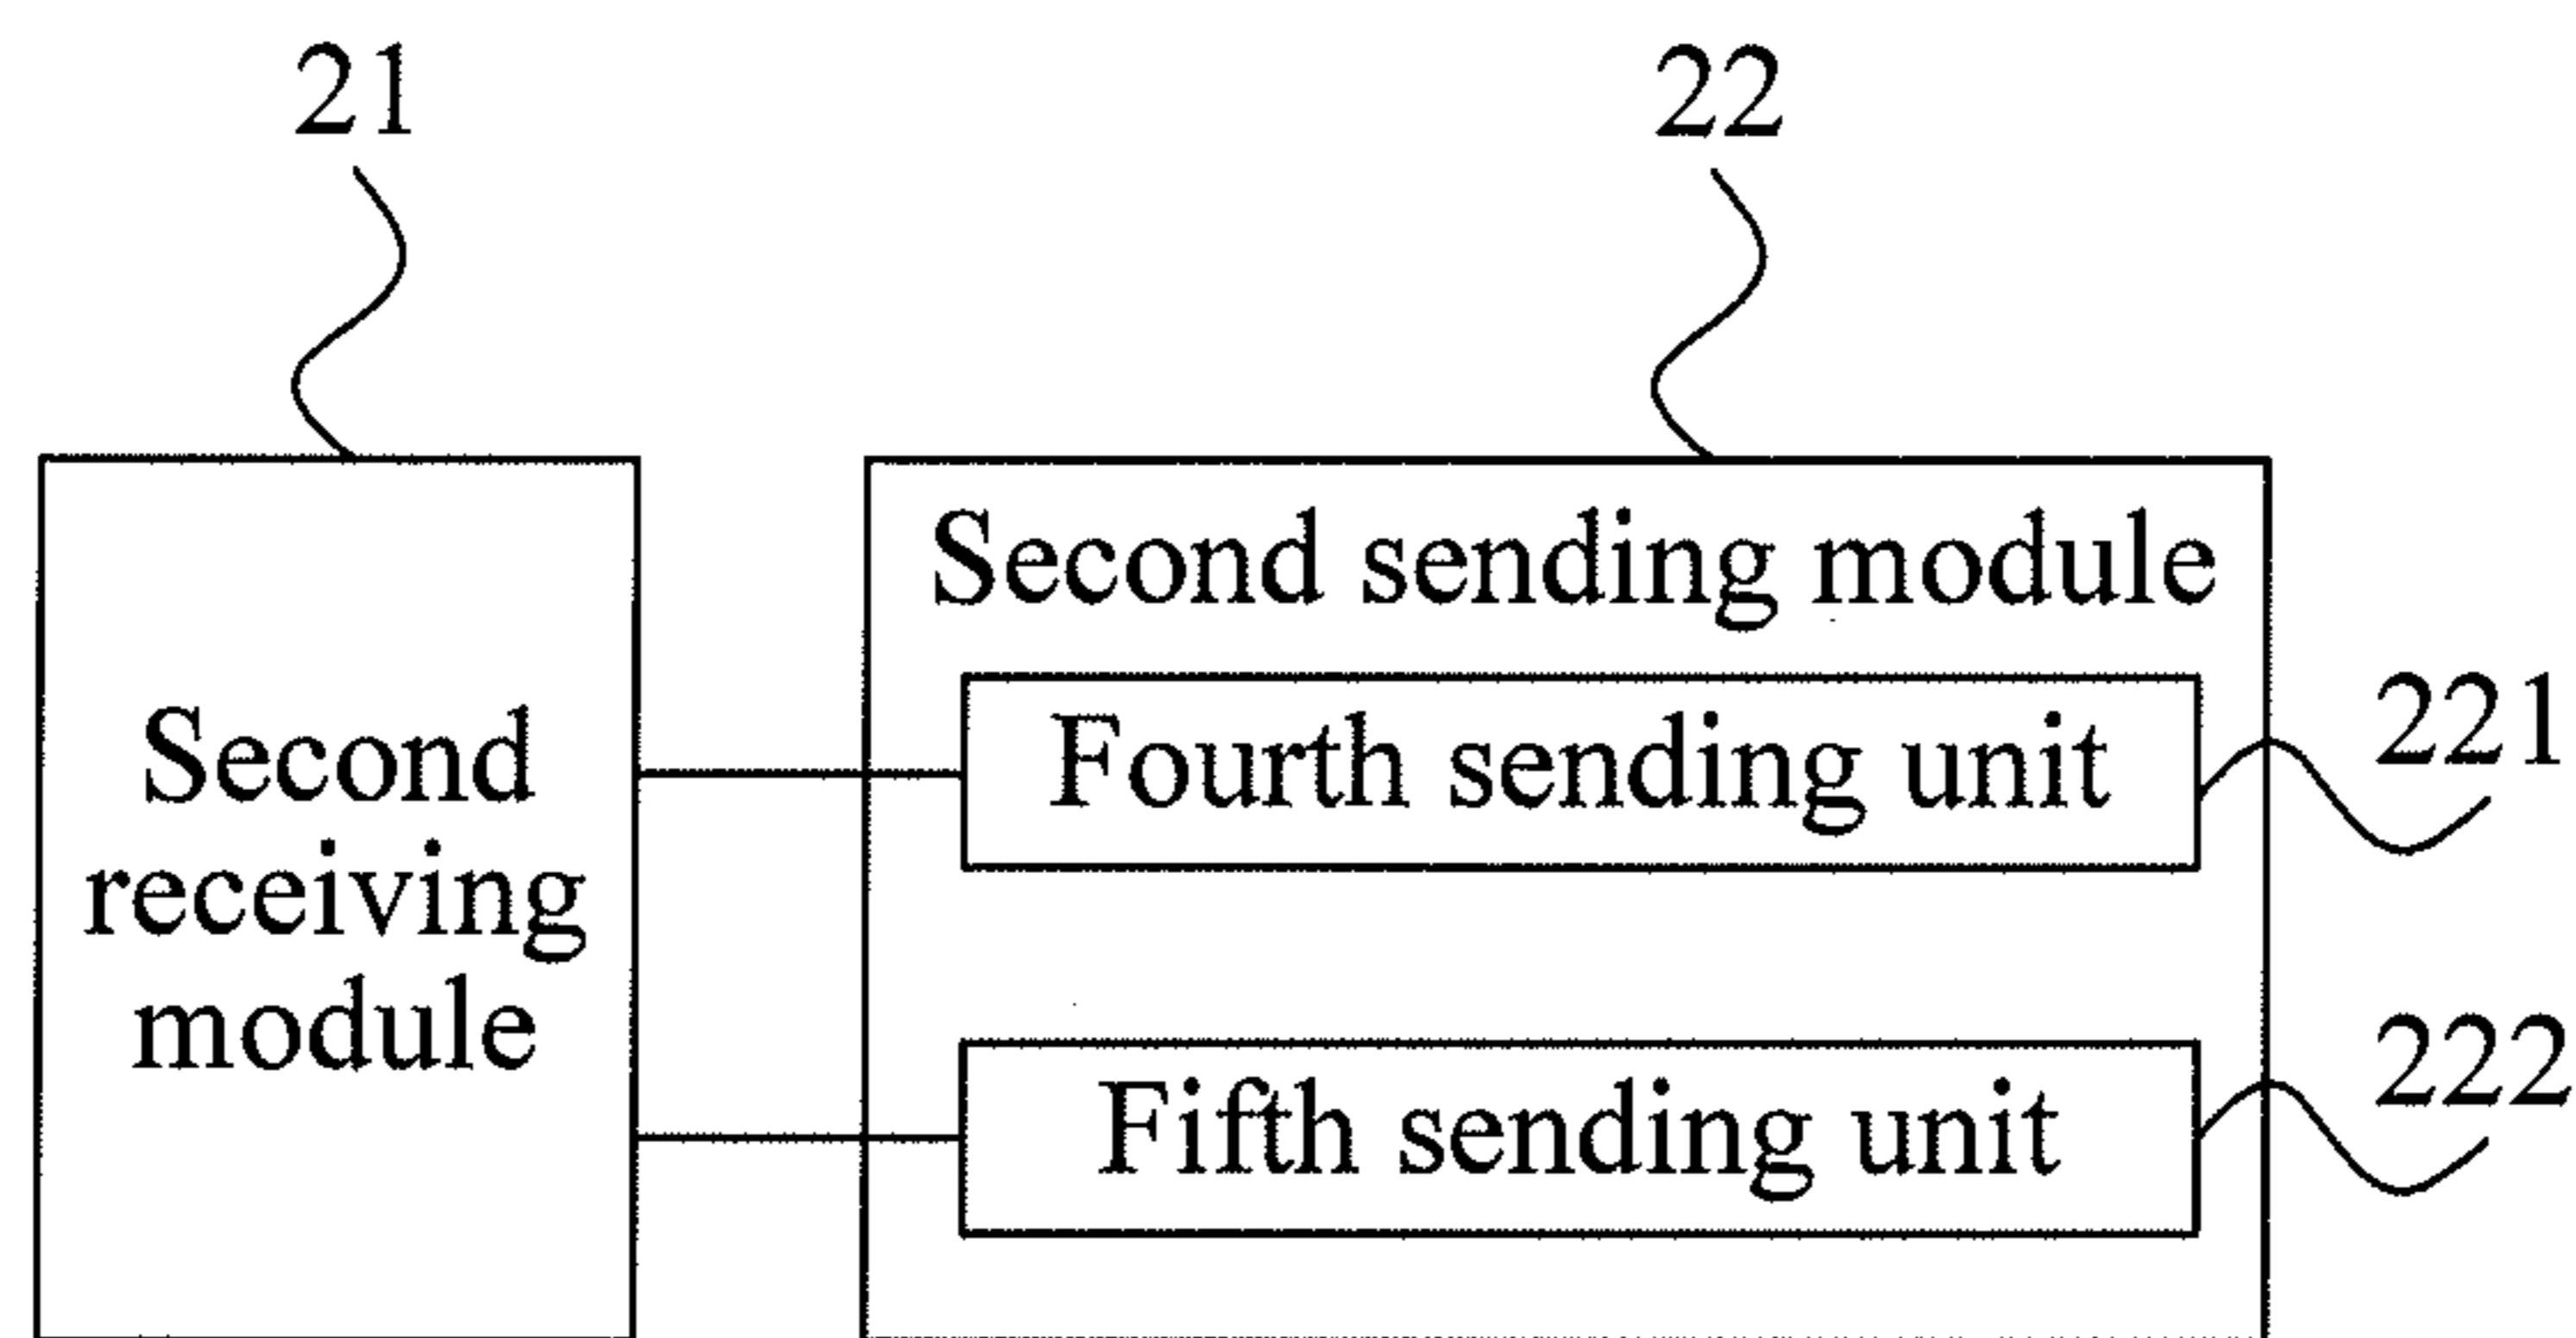 21
22
Second sending module
Second
receiving
module
Fourth sending unit
221
Fifth sending unit
222